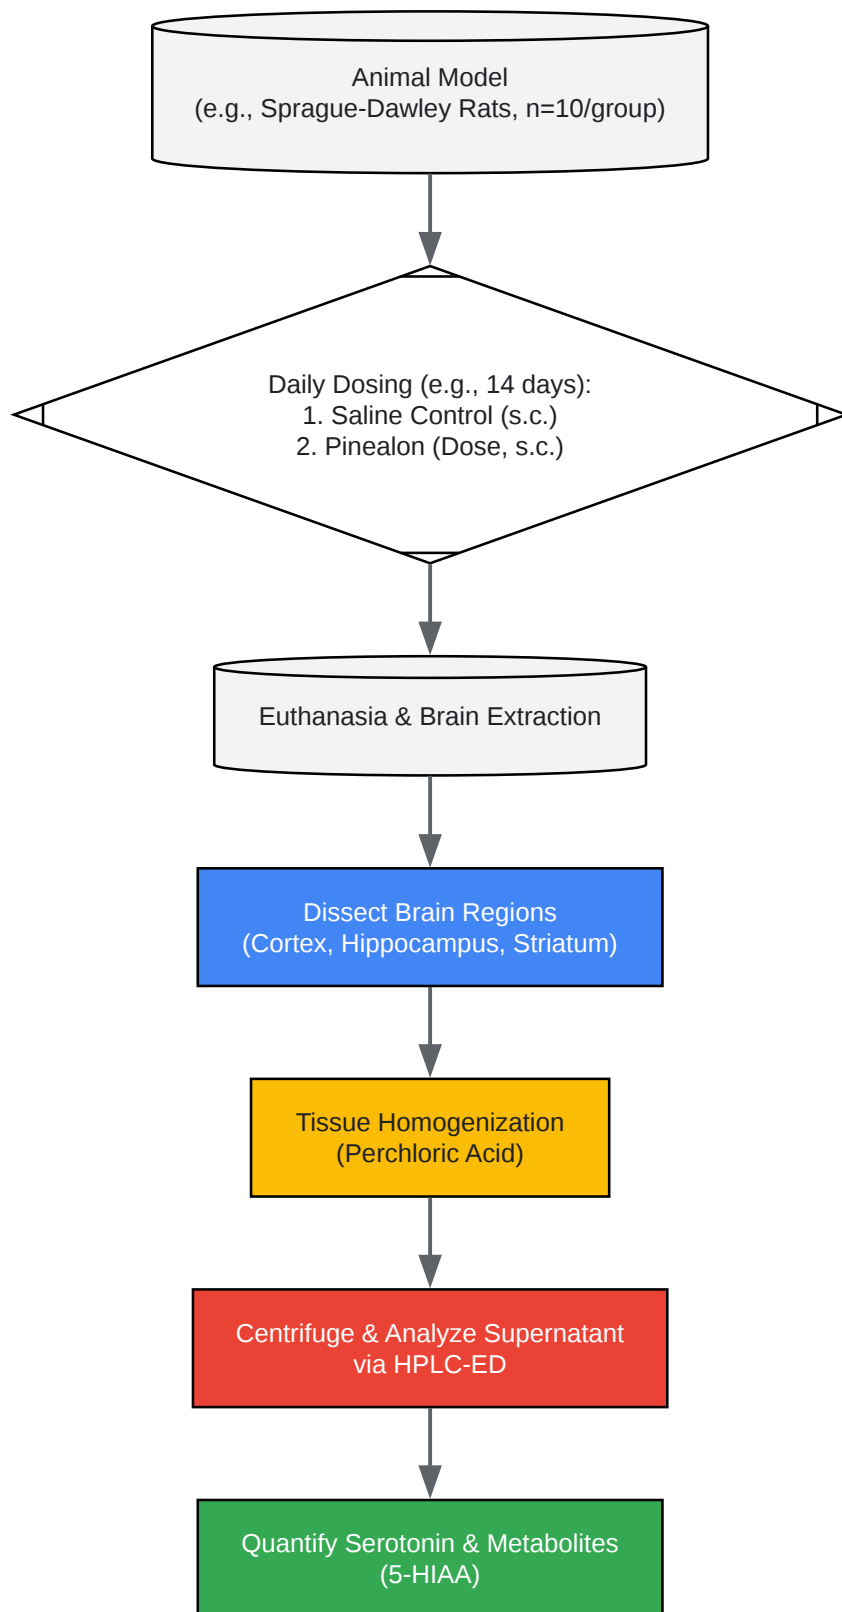 Animal Model
(e.g., Sprague-Dawley Rats, n=10/group)
Daily Dosing (e.g., 14 days):
1. Saline Control (s.c.)
2. Pinealon (Dose, s.c.)
Euthanasia & Brain Extraction
Dissect Brain Regions
(Cortex, Hippocampus, Striatum)
Tissue Homogenization
(Perchloric Acid)
Centrifuge & Analyze Supernatant
via HPLC-ED
Quantify Serotonin & Metabolites
(5-HIAA)